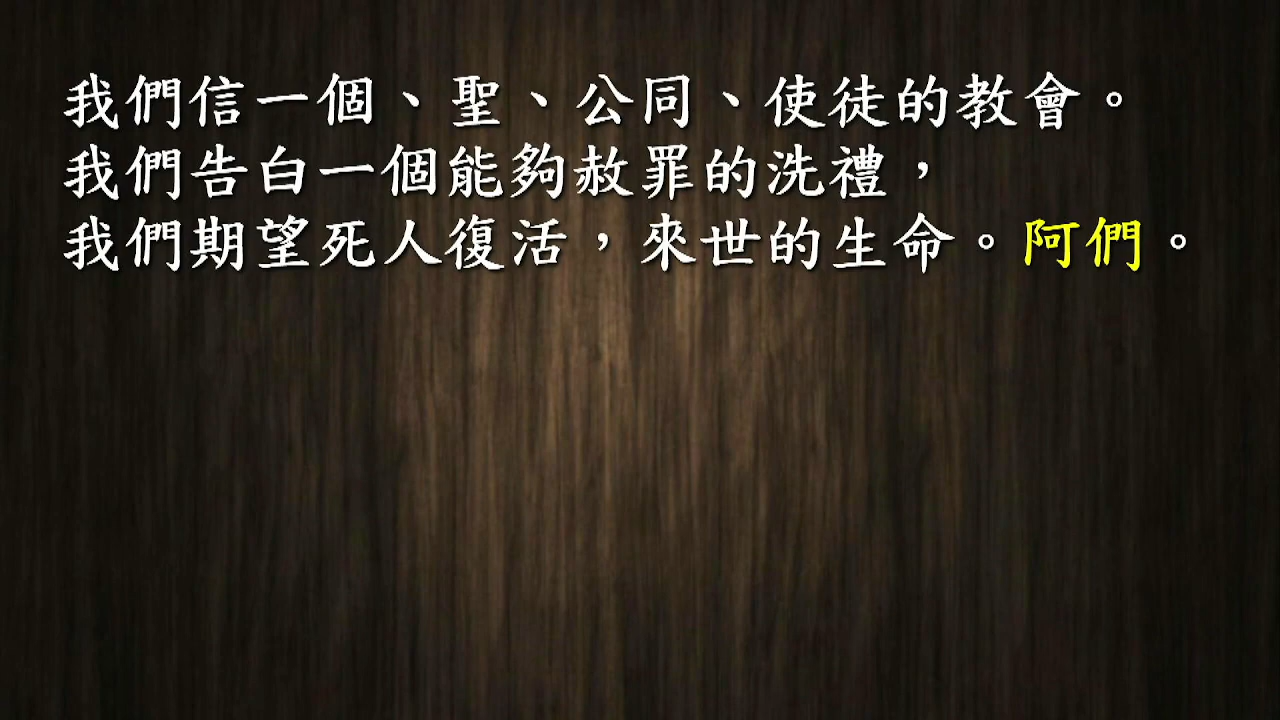 我們信一個、聖、公同、使徒的教會。
我們告白一個能夠赦罪的洗禮，
我們期望死人復活，來世的生命。阿們。